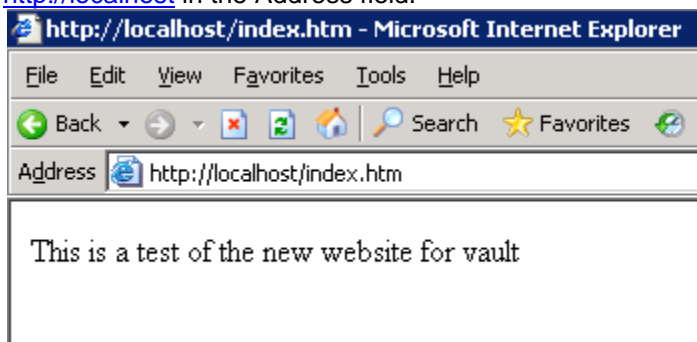 http://localhost in the Address field.
http://localhost/index.htm - Microsoft Internet Explorer
File Edit View Favorites Tools Help
Back Search Favorites
Address http://localhost/index.htm
This is a test of the new website for vault